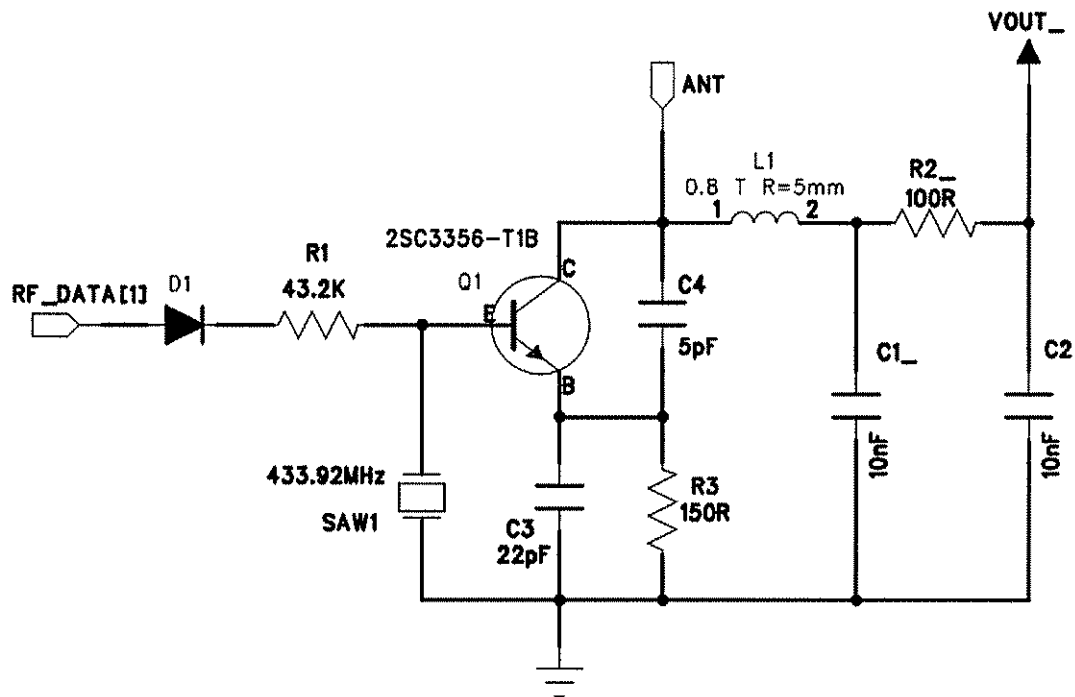 VOUT_
ANT
L1
0.8 T R=5mm
1 2
R2_
100R
2SC3356-T1B
R1
43.2K
D1
RF_DATA[1]
Q1
C
E
B
C4
5pF
C1_
10nF
C2
10nF
433.92MHz
SAW1
C3
22pF
R3
150R